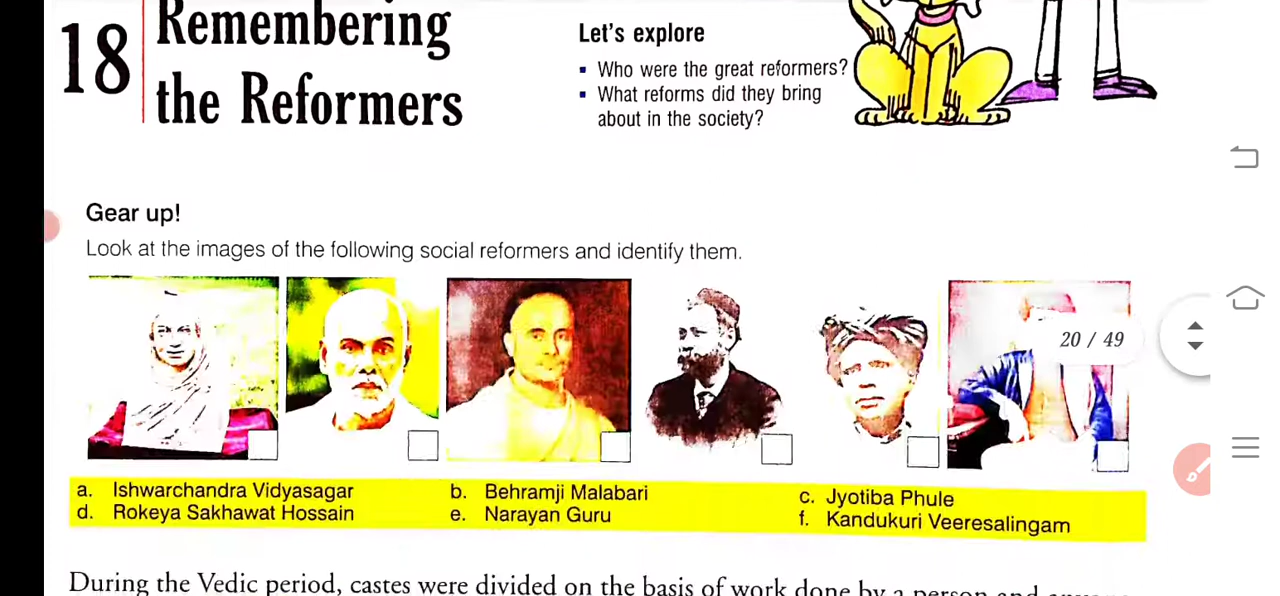 18
Remembering
the Reformers
Let's explore
▪ Who were the great reformers?
▪ What reforms did they bring
about in the society?
Gear up!
Look at the images of the following social reformers and identify them.
20 / 49
a. Ishwarchandra Vidyasagar b. Behramji Malabari c. Jyotiba Phule
d. Rokeya Sakhawat Hossain e. Narayan Guru f. Kandukuri Veeresalingam
During the Vedic period, castes were divided on the basis of work done by a person and